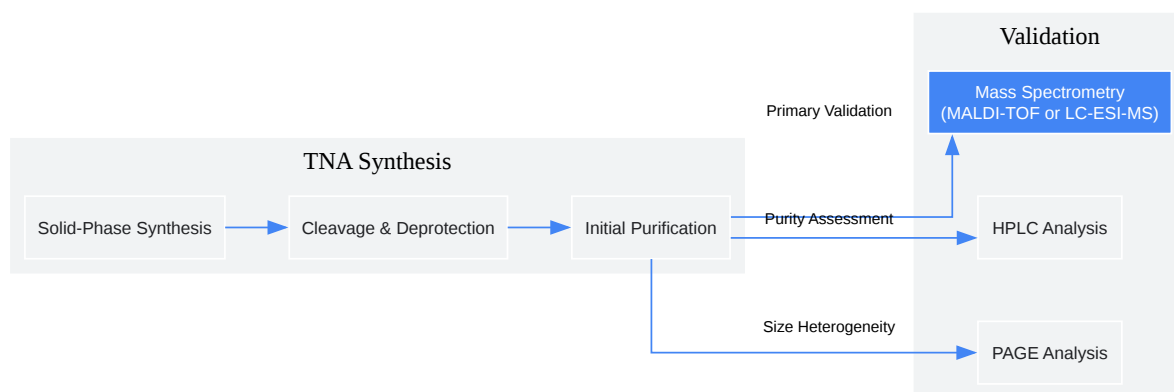 Validation
Mass Spectrometry
(MALDI-TOF or LC-ESI-MS)
Primary Validation
TNA Synthesis
Solid-Phase Synthesis
Cleavage & Deprotection
Initial Purification
Purity Assessment
HPLC Analysis
Size Heterogeneity
PAGE Analysis